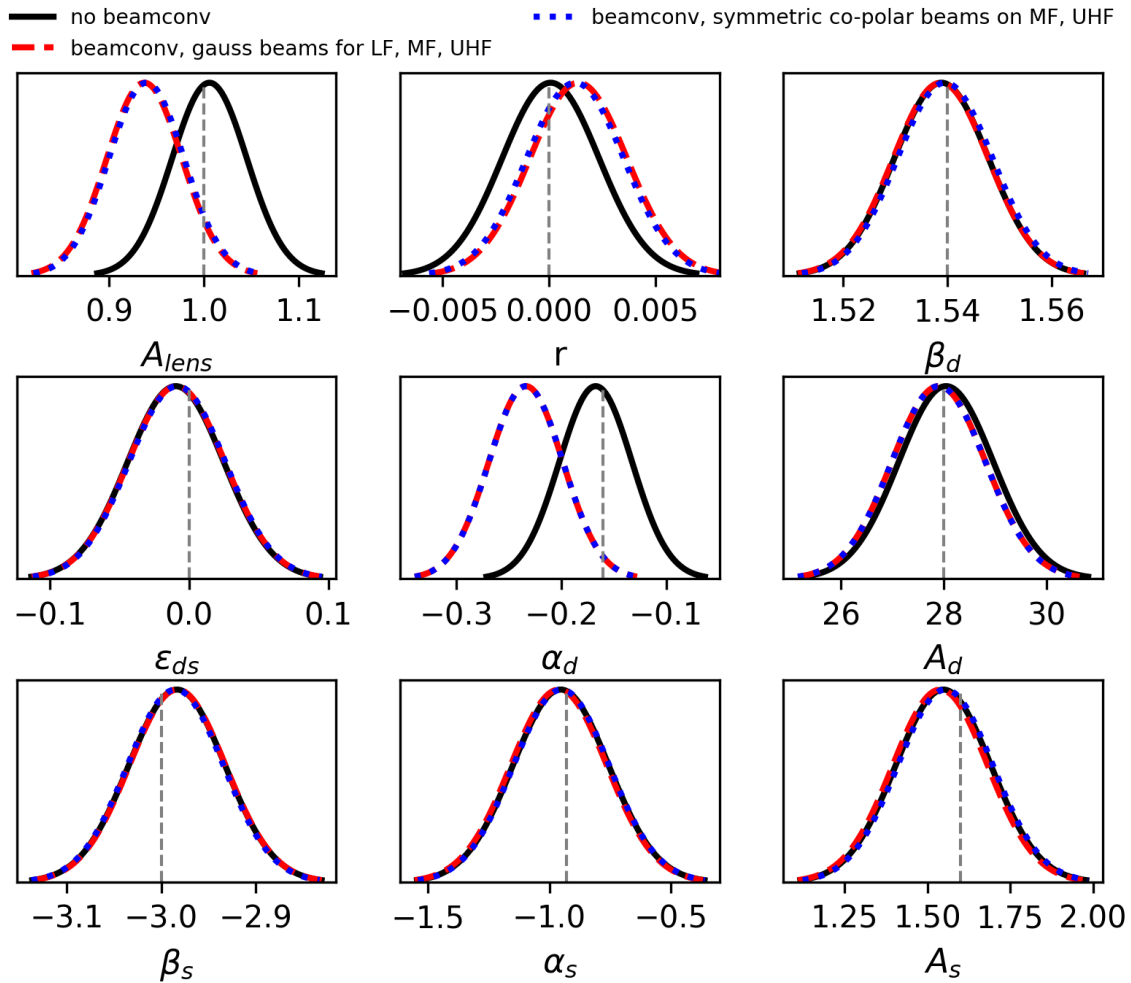 no beamconv
beamconv, symmetric co-polar beams on MF, UHF
beamconv, gauss beams for LF, MF, UHF
0.9 1.0 1.1
A_lens
−0.005 0.000 0.005
r
1.52 1.54 1.56
β_d
−0.1 0.0 0.1
ε_ds
−0.3 −0.2 −0.1
α_d
26 28 30
A_d
−3.1 −3.0 −2.9
β_s
−1.5 −1.0 −0.5
α_s
1.25 1.50 1.75 2.00
A_s